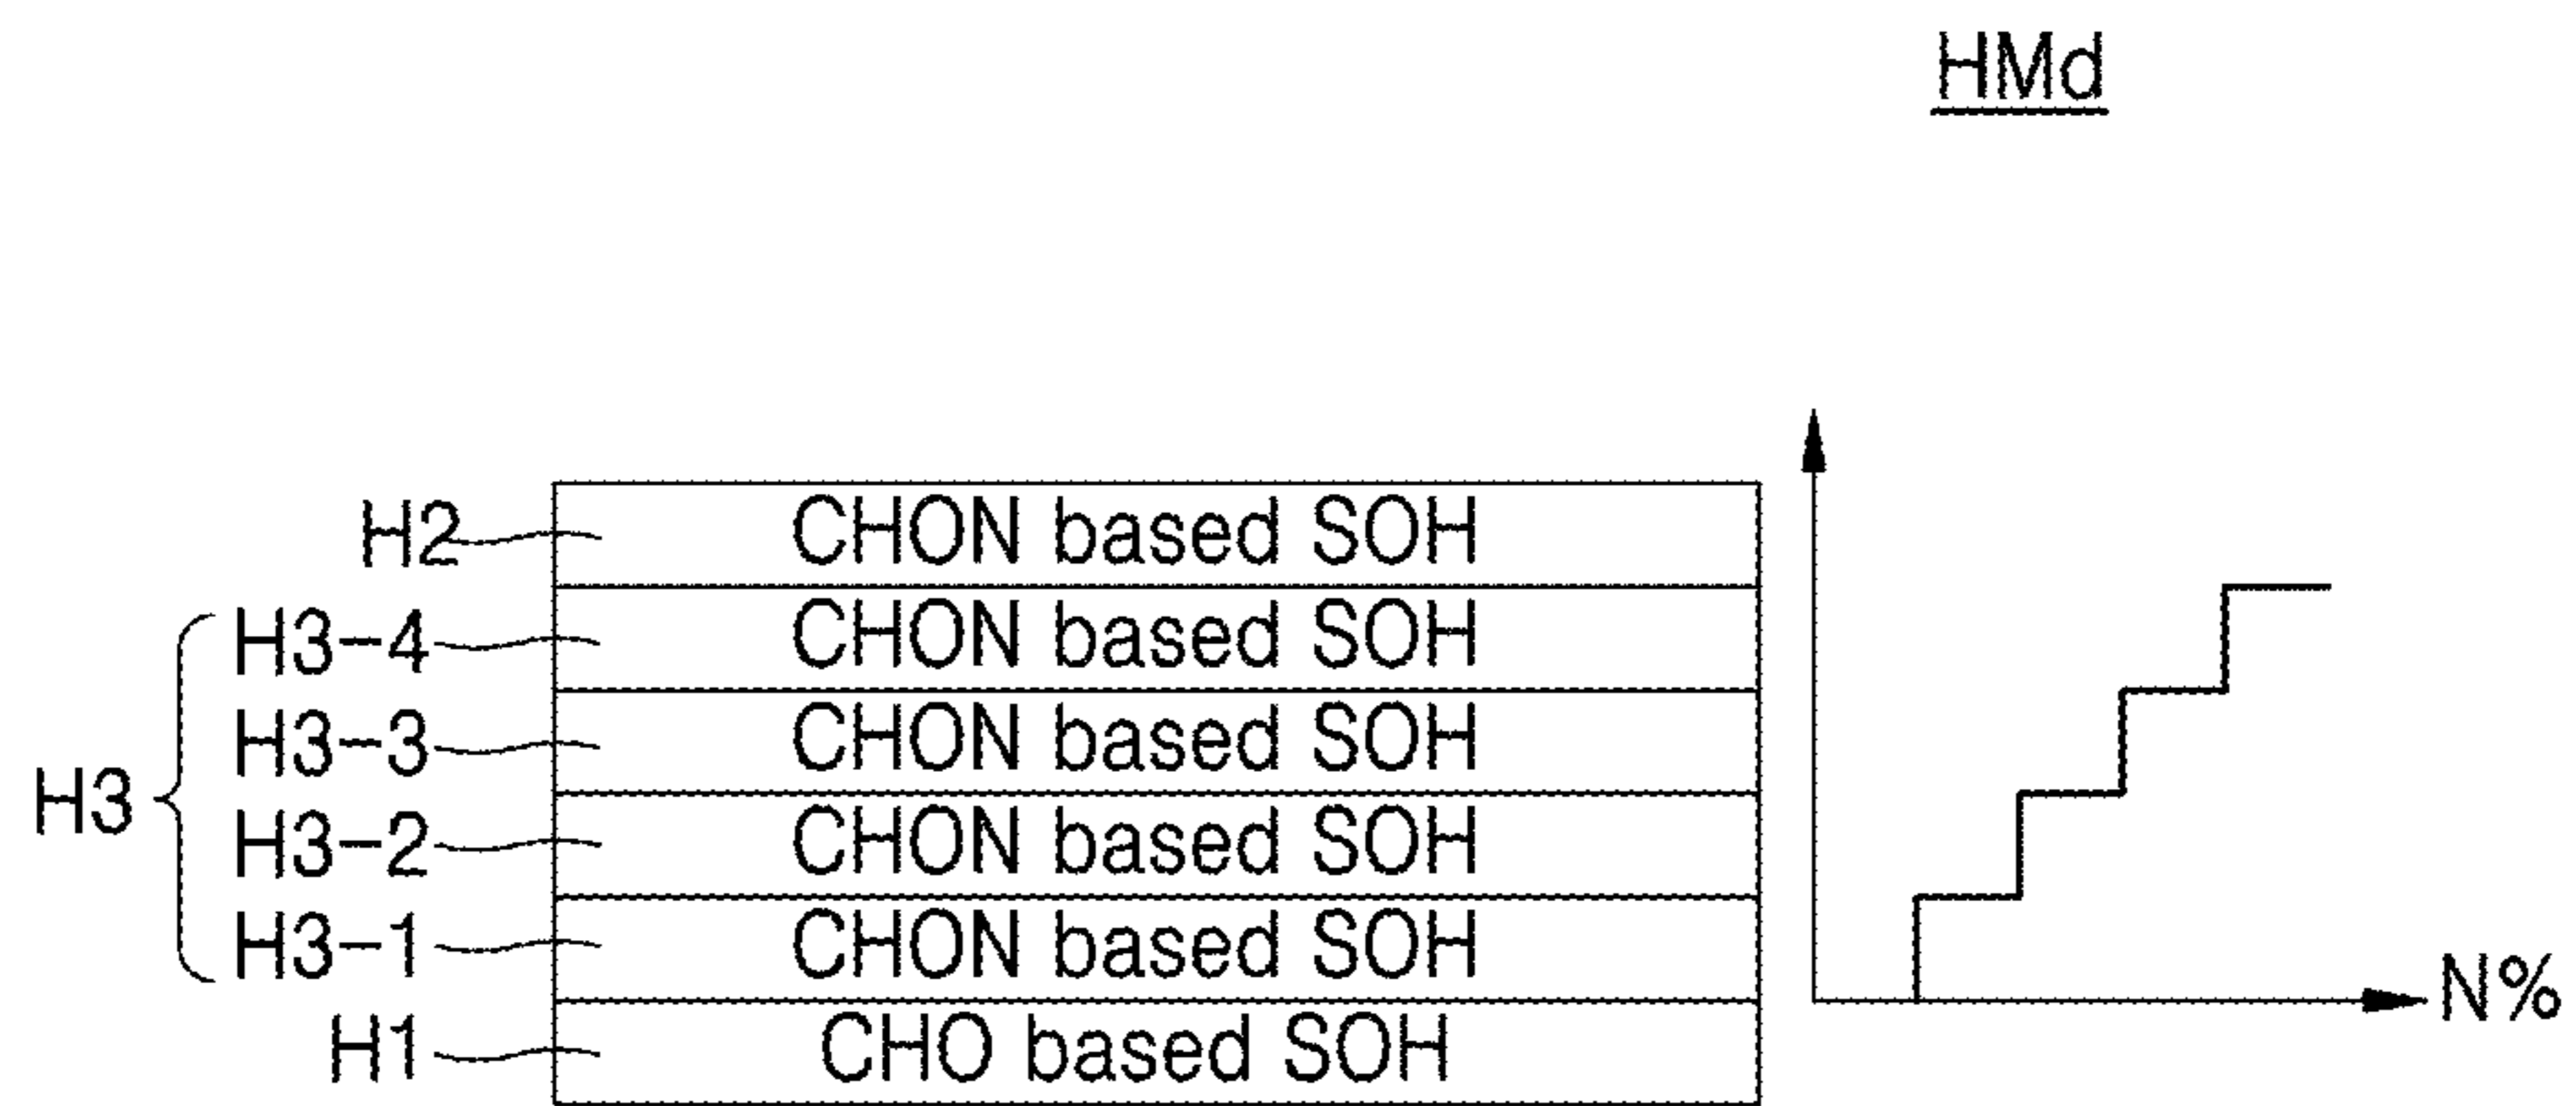 HMd
H2 CHON based SOH
H3-4 CHON based SOH
H3-3 CHON based SOH
H3
H3-2 CHON based SOH
H3-1 CHON based SOH
N%
H1 CHO based SOH